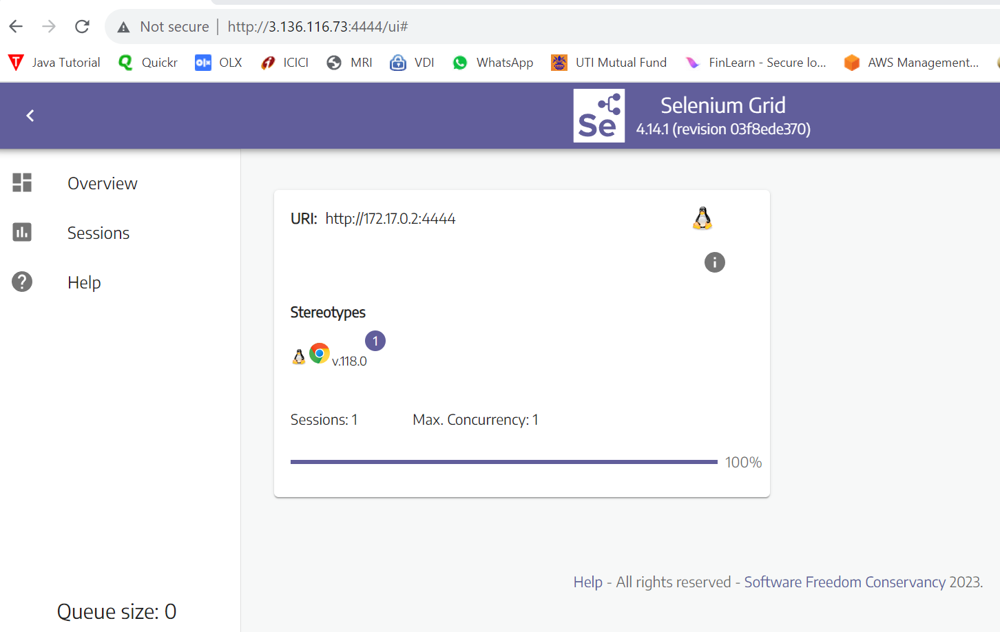 Not secure | http://3.136.116.73:4444/ui#
Java Tutorial Quickr OLX ICICI MRI VDI WhatsApp UTI Mutual Fund FinLearn - Secure lo... AWS Management...
Se
Selenium Grid
4.14.1 (revision 03f8ede370)
Overview
Sessions
Help
URI: http://172.17.0.2:4444
Stereotypes
v.118.0 1
Sessions: 1 Max. Concurrency: 1
100%
Help - All rights reserved - Software Freedom Conservancy 2023.
Queue size: 0